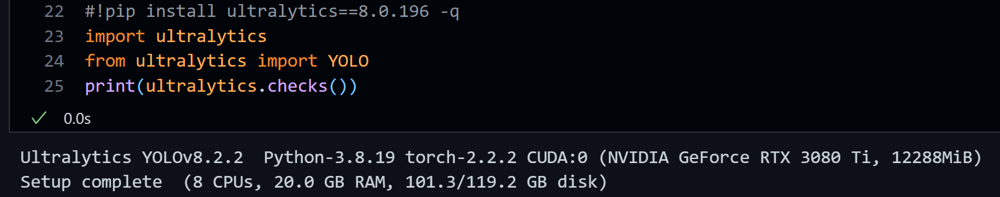 22 #!pip install ultralytics==8.0.196 -q
23 import ultralytics
24 from ultralytics import YOLO
25 print(ultralytics.checks())
✓ 0.0s
Ultralytics YOLOv8.2.2 Python-3.8.19 torch-2.2.2 CUDA:0 (NVIDIA GeForce RTX 3080 Ti, 12288MiB)
Setup complete (8 CPUs, 20.0 GB RAM, 101.3/119.2 GB disk)